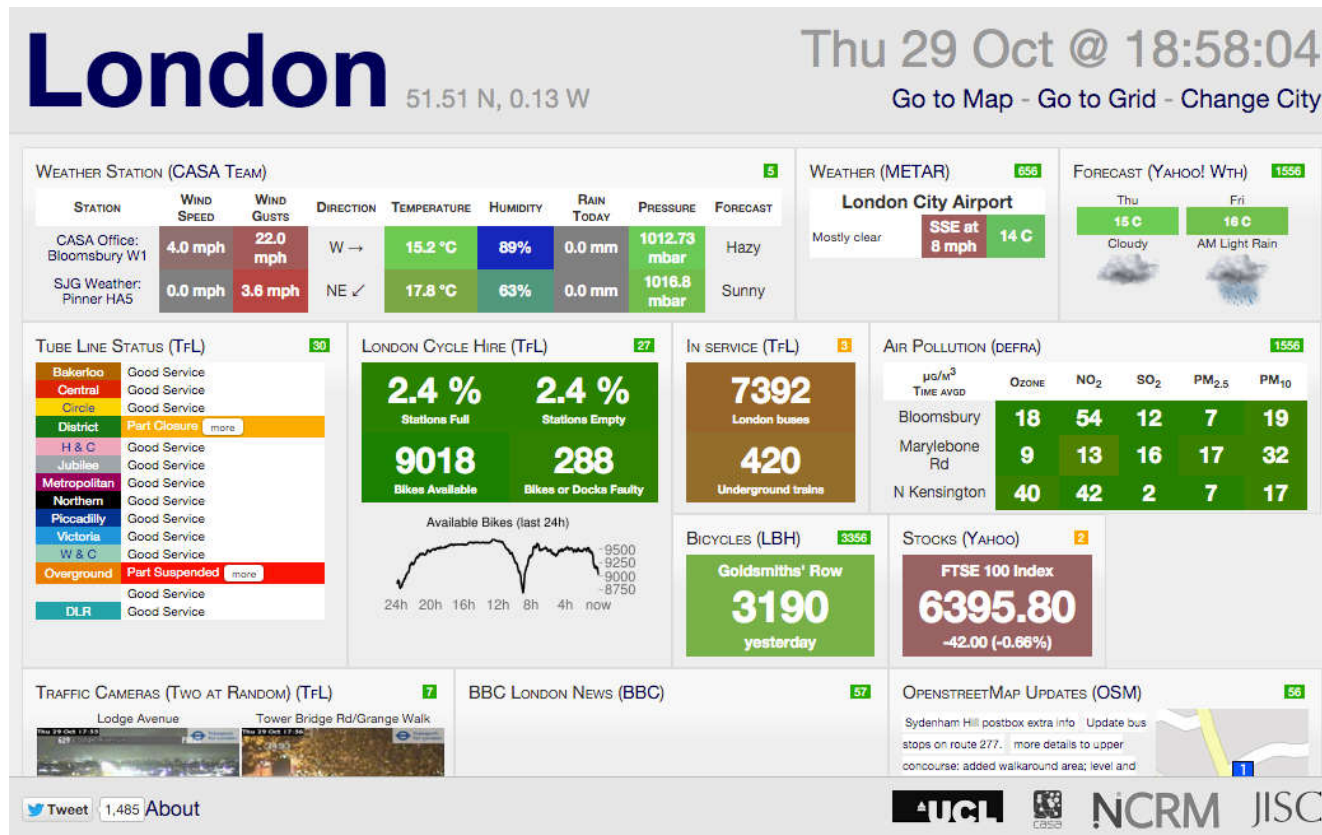 London 51.51 N, 0.13 W
Thu 29 Oct @ 18:58:04
Go to Map - Go to Grid - Change City
WEATHER STATION (CASA TEAM) 5
STATION WIND SPEED WIND GUSTS DIRECTION TEMPERATURE HUMIDITY RAIN TODAY PRESSURE FORECAST
CASA Office: Bloomsbury W1 4.0 mph 22.0 mph W → 15.2 °C 89% 0.0 mm 1012.73 mbar Hazy
SJG Weather: Pinner HA5 0.0 mph 3.6 mph NE ↙ 17.8 °C 63% 0.0 mm 1016.8 mbar Sunny
WEATHER (METAR) 656
London City Airport
Mostly clear SSE at 8 mph 14 C
FORECAST (YAHOO! WTH) 1556
Thu Fri
15 C 16 C
Cloudy AM Light Rain
TUBE LINE STATUS (TFL) 30
Bakerloo Good Service
Central Good Service
Circle Good Service
District Part Closure more
H & C Good Service
Jubilee Good Service
Metropolitan Good Service
Northern Good Service
Piccadilly Good Service
Victoria Good Service
W & C Good Service
Overground Part Suspended more
Good Service
DLR Good Service
LONDON CYCLE HIRE (TFL) 27
2.4 % 2.4 %
Stations Full Stations Empty
9018 288
Bikes Available Bikes or Docks Faulty
Available Bikes (last 24h)
9500
9250
9000
8750
24h 20h 16h 12h 8h 4h now
IN SERVICE (TFL) 3
7392
London buses
420
Underground trains
AIR POLLUTION (DEFRA) 1556
µG/M³ TIME AVGD OZONE NO₂ SO₂ PM₂.₅ PM₁₀
Bloomsbury 18 54 12 7 19
Marylebone Rd 9 13 16 17 32
N Kensington 40 42 2 7 17
BICYCLES (LBH) 3356
Goldsmiths' Row
3190
yesterday
STOCKS (YAHOO) 2
FTSE 100 Index
6395.80
-42.00 (-0.66%)
TRAFFIC CAMERAS (TWO AT RANDOM) (TFL) 7
Lodge Avenue Tower Bridge Rd/Grange Walk
Thu 29 Oct 17:55 Thu 29 Oct 17:56
BBC LONDON NEWS (BBC) 57
OPENSTREETMAP UPDATES (OSM) 56
Sydenham Hill postbox extra info Update bus
stops on route 277. more details to upper
concourse: added walkaround area; level and
1
Tweet 1,485 About
UCL casa NCRM JISC